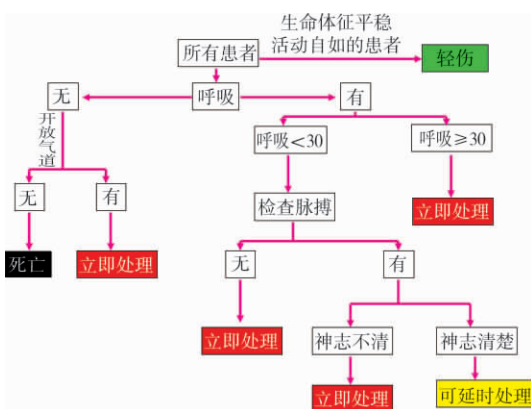 生命体征平稳
活动自如的患者
所有患者
轻伤
无
呼吸
有
开放气道
呼吸<30
呼吸≥30
无
有
检查脉搏
立即处理
死亡
立即处理
无
有
立即处理
神志不清
神志清楚
立即处理
可延时处理